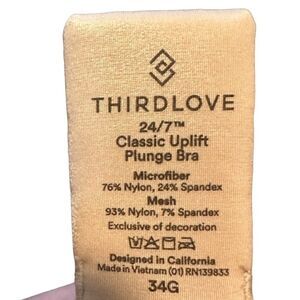 THIRDLOVE
24/7™
Classic Uplift
Plunge Bra
Microfiber
76% Nylon, 24% Spandex
Mesh
93% Nylon, 7% Spandex
Exclusive of decoration
Designed in California
Made in Vietnam (01) RN139833
34G